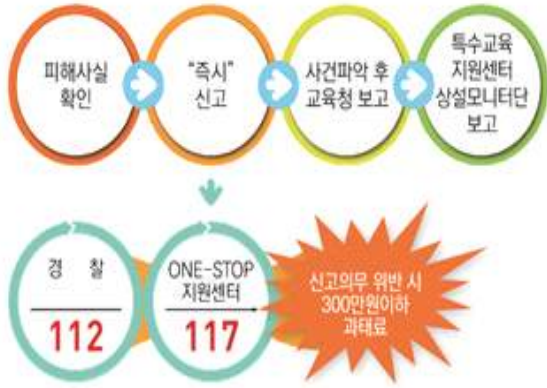 피해사실
확인
"즉시"
신고
사건파악 후
교육청 보고
특수교육
지원센터
상설모니터단
보고
경 찰
112
ONE-STOP
지원센터
117
신고의무 위반 시
300만원이하
과태료